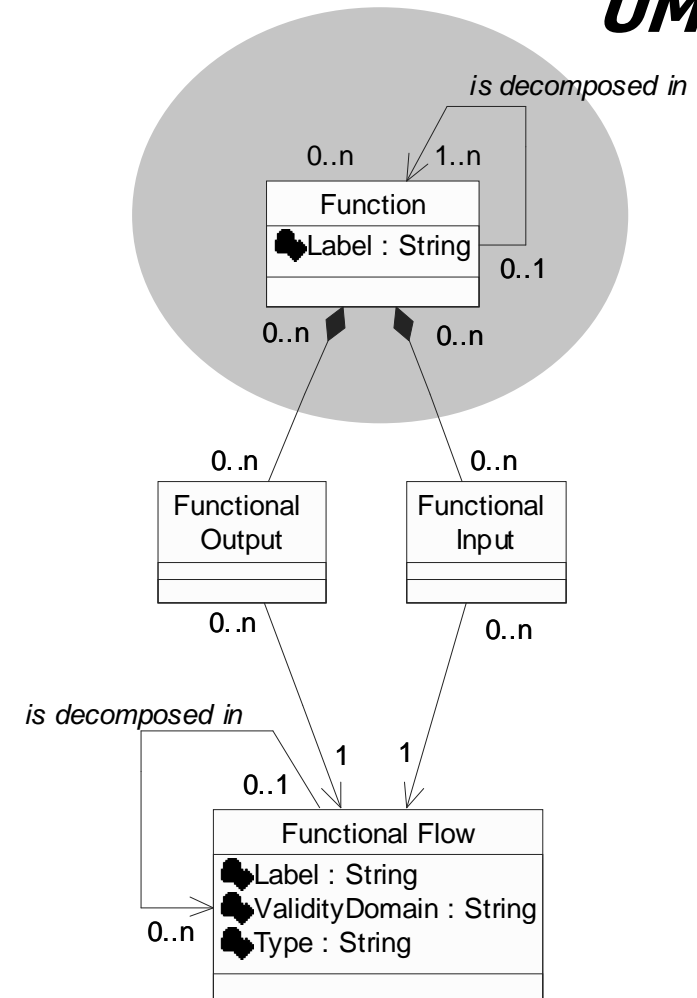 UM
is decomposed in
0..n
1..n
Function
Label : String
0..1
0..n
0..n
0..n
0..n
Functional
Output
Functional
Input
0..n
0..n
is decomposed in
1
1
0..1
Functional Flow
Label : String
ValidityDomain : String
0..n
Type : String